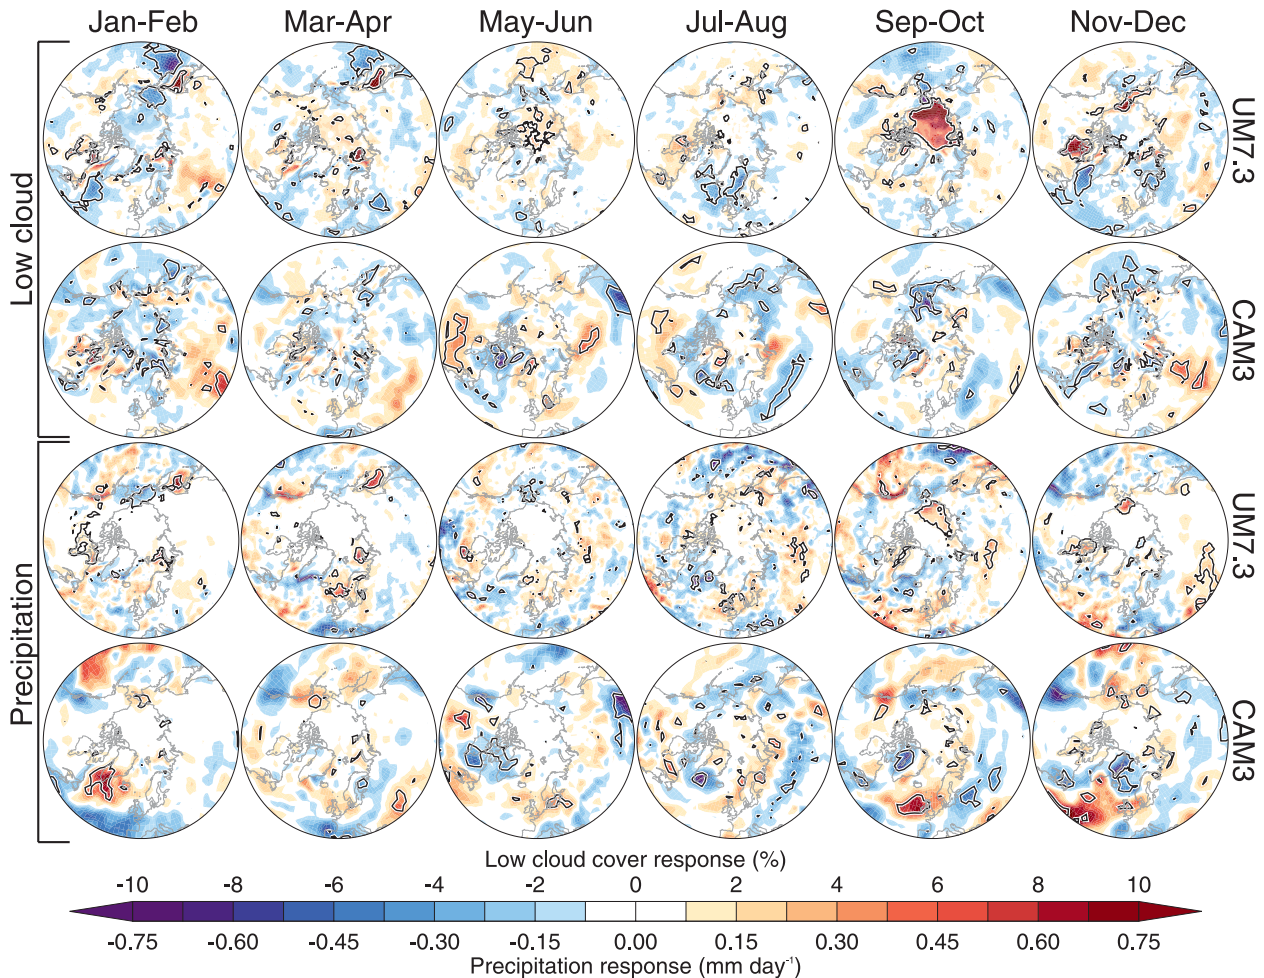 Jan-Feb Mar-Apr May-Jun Jul-Aug Sep-Oct Nov-Dec
Low cloud
UM7.3
CAM3
Precipitation
UM7.3
CAM3
Low cloud cover response (%)
-10 -8 -6 -4 -2 0 2 4 6 8 10
-0.75 -0.60 -0.45 -0.30 -0.15 0.00 0.15 0.30 0.45 0.60 0.75
Precipitation response (mm day⁻¹)